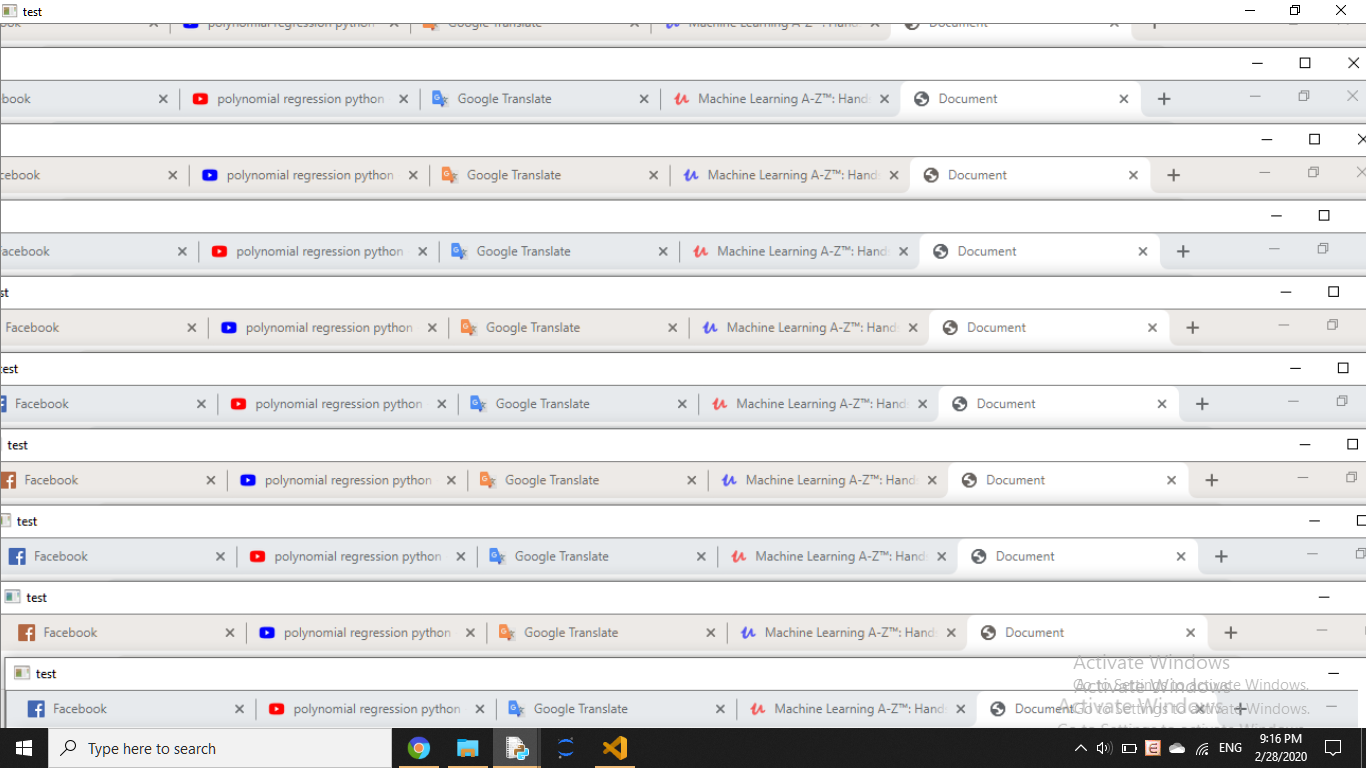 test
polynomial regression python Google Translate Machine Learning A-Z™: Hand Document
book polynomial regression python Google Translate Machine Learning A-Z™: Hand Document
cebook polynomial regression python Google Translate Machine Learning A-Z™: Hand Document
Facebook polynomial regression python Google Translate Machine Learning A-Z™: Hand Document
st
Facebook polynomial regression python Google Translate Machine Learning A-Z™: Hand Document
test
Facebook polynomial regression python Google Translate Machine Learning A-Z™: Hand Document
test
Facebook polynomial regression python Google Translate Machine Learning A-Z™: Hand Document
test
Facebook polynomial regression python Google Translate Machine Learning A-Z™: Hand Document
test
Facebook polynomial regression python Google Translate Machine Learning A-Z™: Hand Document
Activate Windows
test
Go to Settings to activate Windows.
Activate Windows
Facebook polynomial regression python Google Translate Machine Learning A-Z™: Hand Document
Activate Windows
Go to Settings to activate Windows.
Type here to search
ENG
9:16 PM
2/28/2020